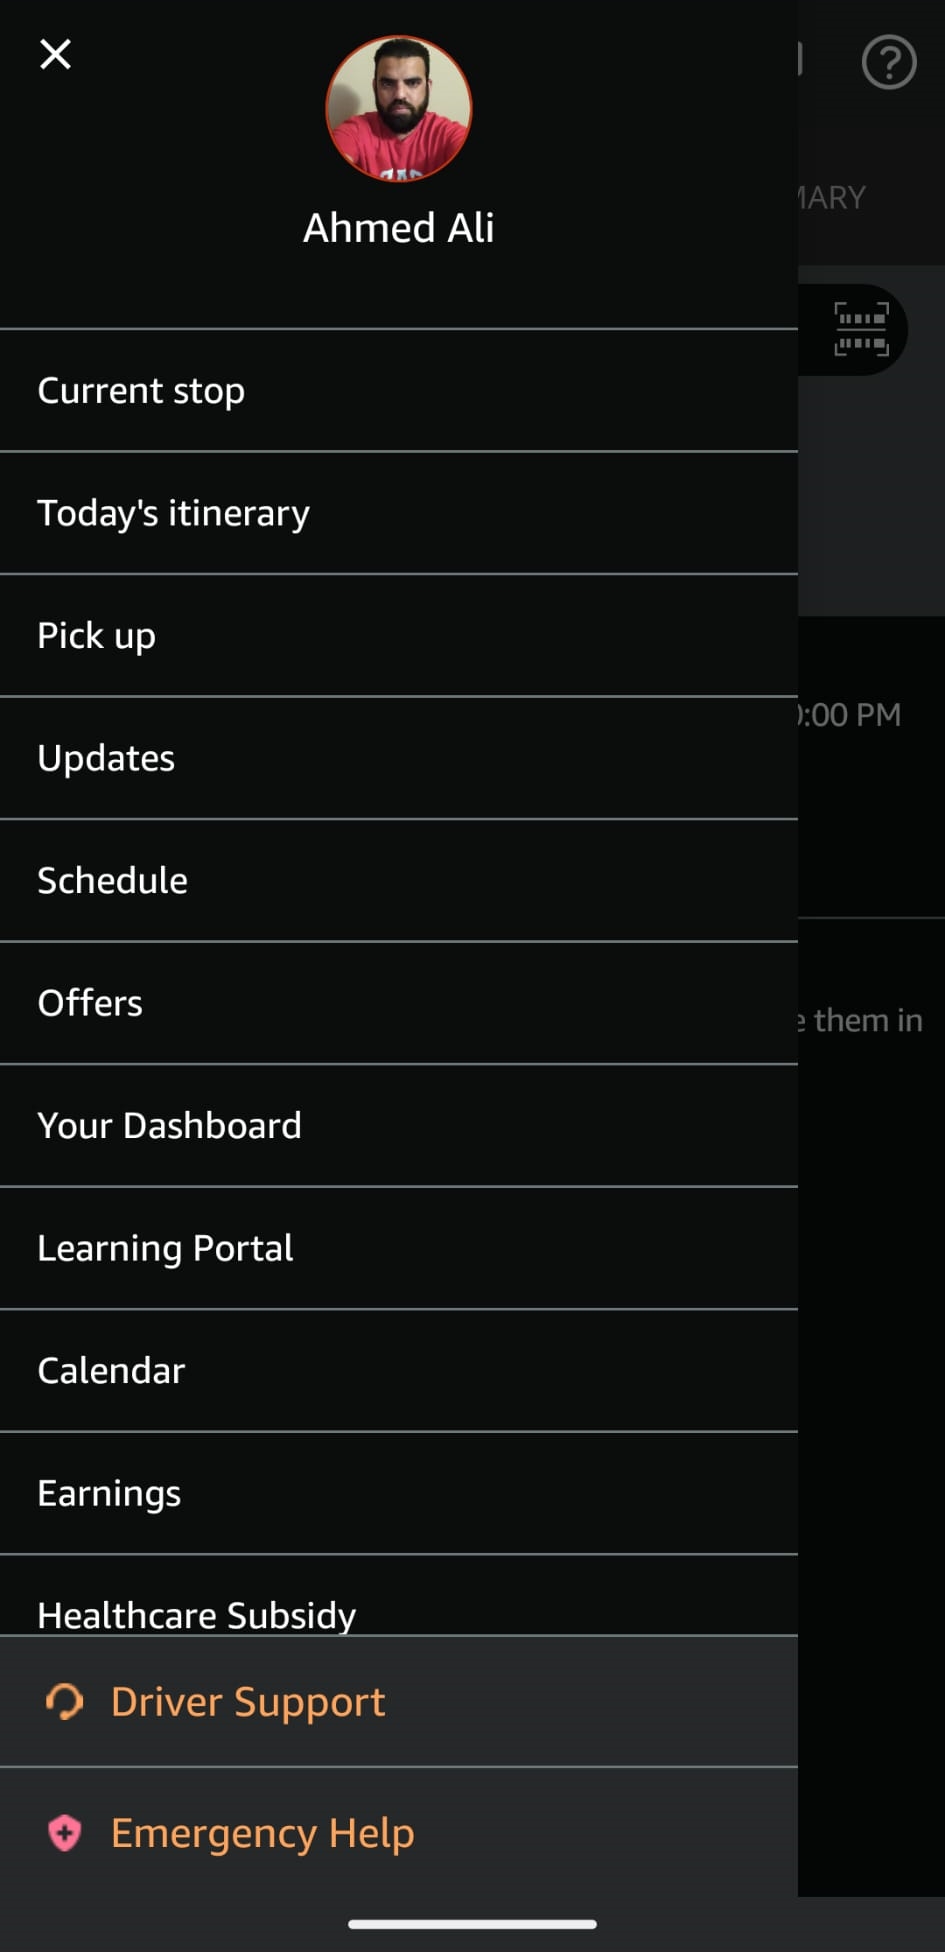 Ahmed Ali
MARY
Current stop
Today's itinerary
Pick up
:00 PM
Updates
Schedule
Offers
them in
Your Dashboard
Learning Portal
Calendar
Earnings
Healthcare Subsidy
Driver Support
Emergency Help